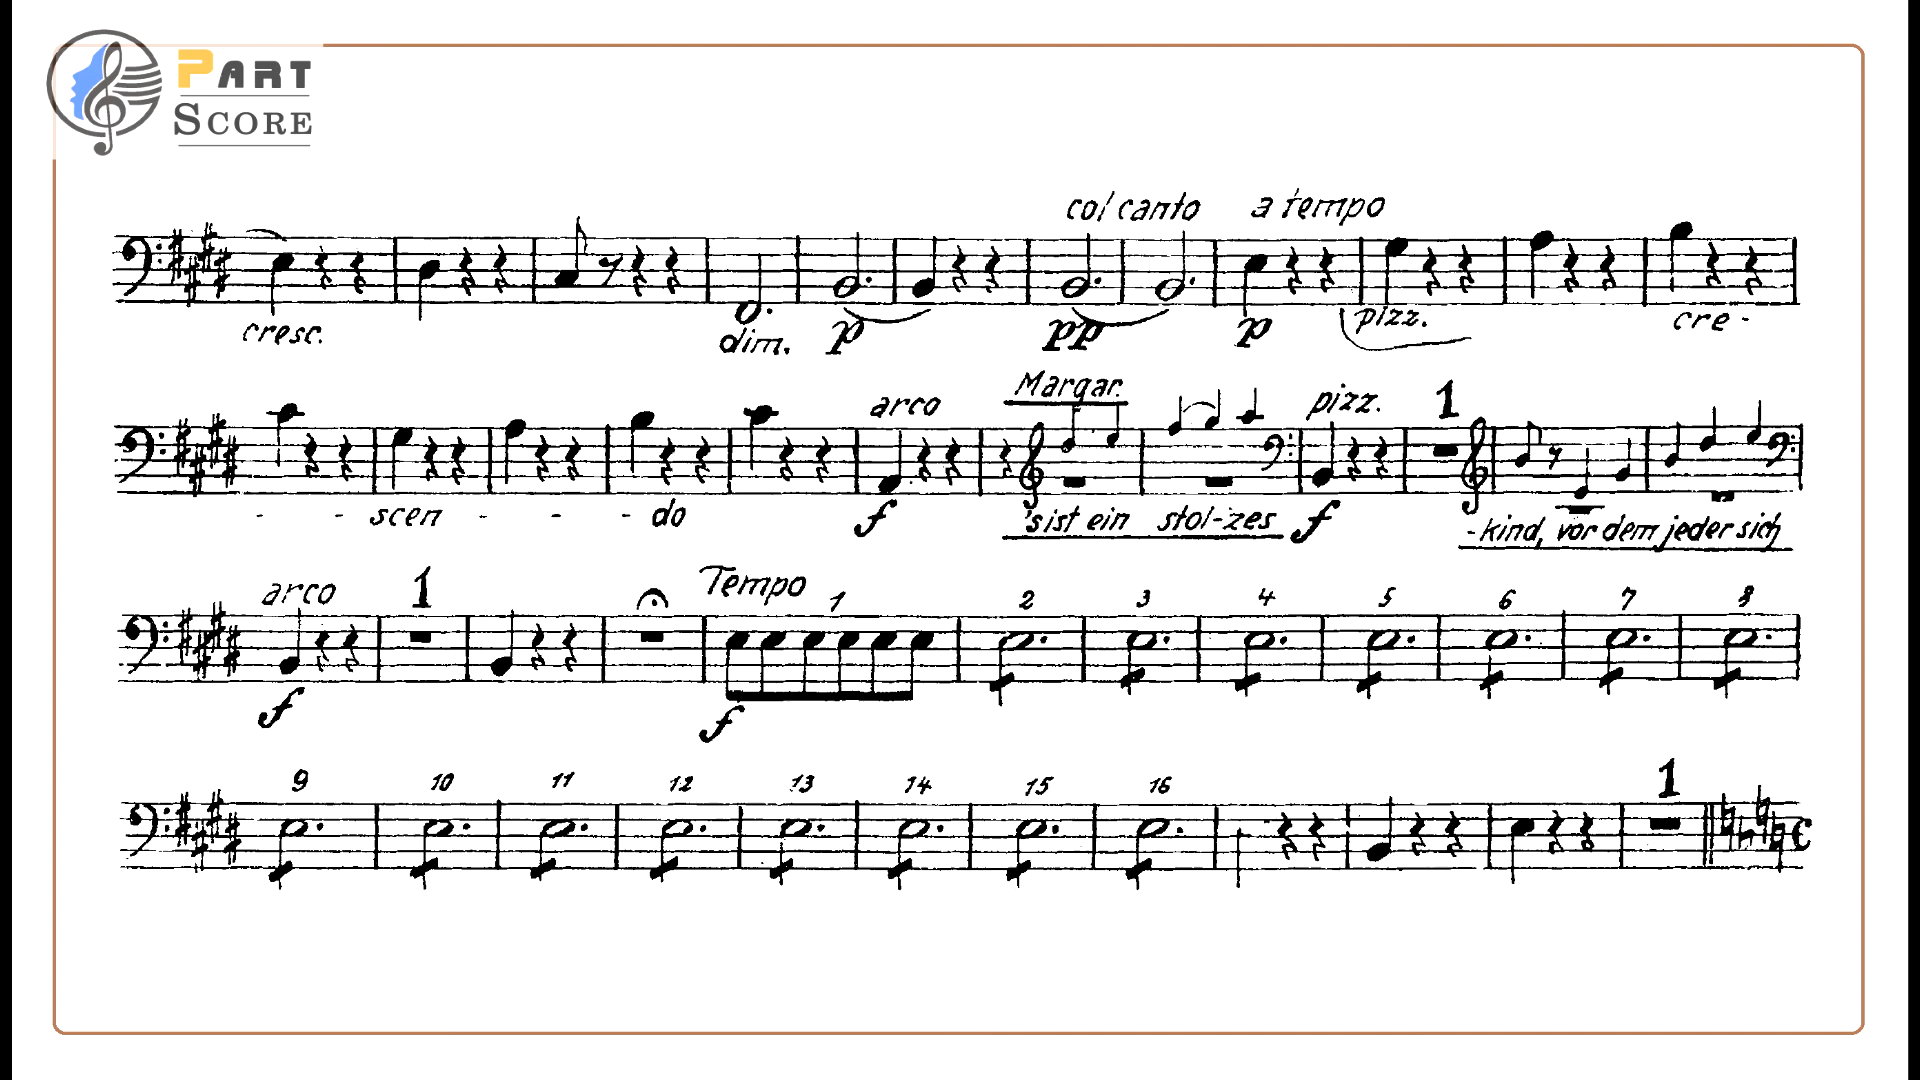 PART
SCORE
col canto a tempo
cresc. dim. p pp p pizz. cre -
arco Margar. pizz. 1
- - scen - - - do f 'sist ein stol-zes f -kind, vor dem jeder sich
arco 1 Tempo 1 2 3 4 5 6 7 8
f f
9 10 11 12 13 14 15 16 1